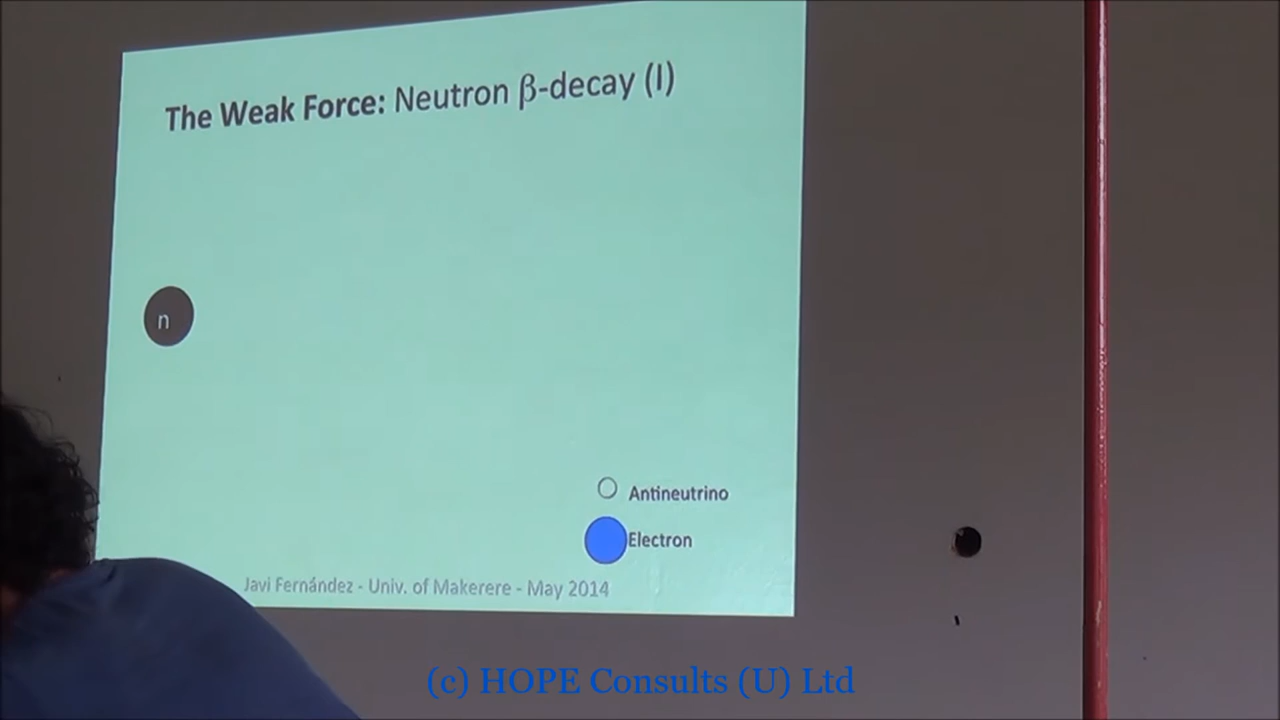 The Weak Force: Neutron β-decay (I)
n
Antineutrino
Electron
Javi Fernández - Univ. of Makerere - May 2014
(c) HOPE Consults (U) Ltd